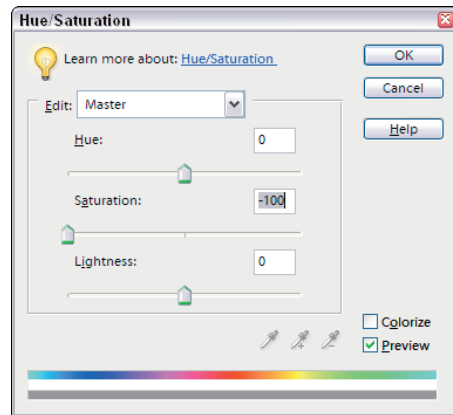 Hue/Saturation
Learn more about: Hue/Saturation
OK
Cancel
Help
Edit: Master
Hue: 0
Saturation: -100
Lightness: 0
Colorize
Preview